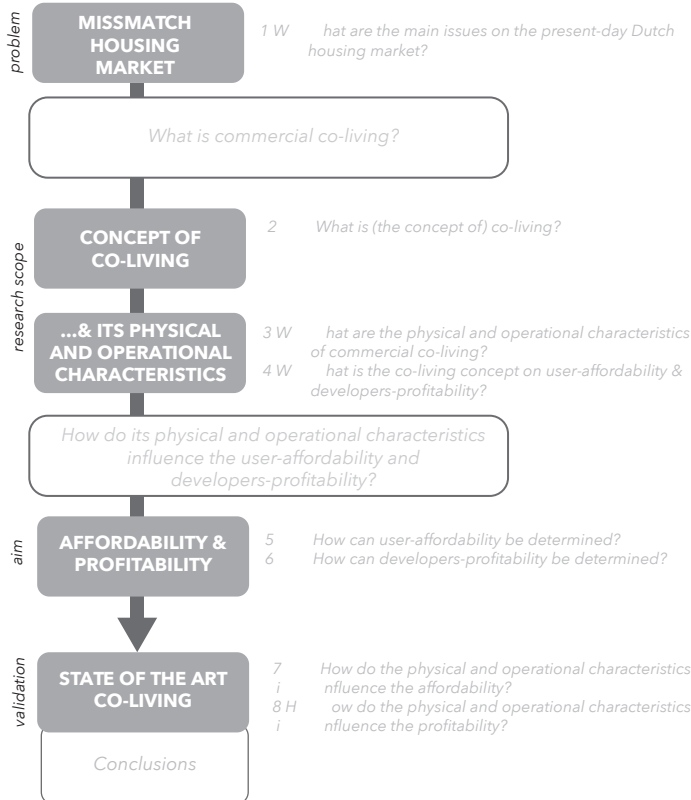 problem
MISSMATCH
HOUSING
MARKET
1 W hat are the main issues on the present-day Dutch
housing market?
What is commercial co-living?
research scope
CONCEPT OF
CO-LIVING
2 What is (the concept of) co-living?
...& ITS PHYSICAL
AND OPERATIONAL
CHARACTERISTICS
3 W hat are the physical and operational characteristics
of commercial co-living?
4 W hat is the co-living concept on user-affordability &
developers-profitability?
How do its physical and operational characteristics
influence the user-affordability and
developers-profitability?
aim
AFFORDABILITY &
PROFITABILITY
5 How can user-affordability be determined?
6 How can developers-profitability be determined?
validation
STATE OF THE ART
CO-LIVING
7 How do the physical and operational characteristics
i nfluence the affordability?
8 H ow do the physical and operational characteristics
i nfluence the profitability?
Conclusions